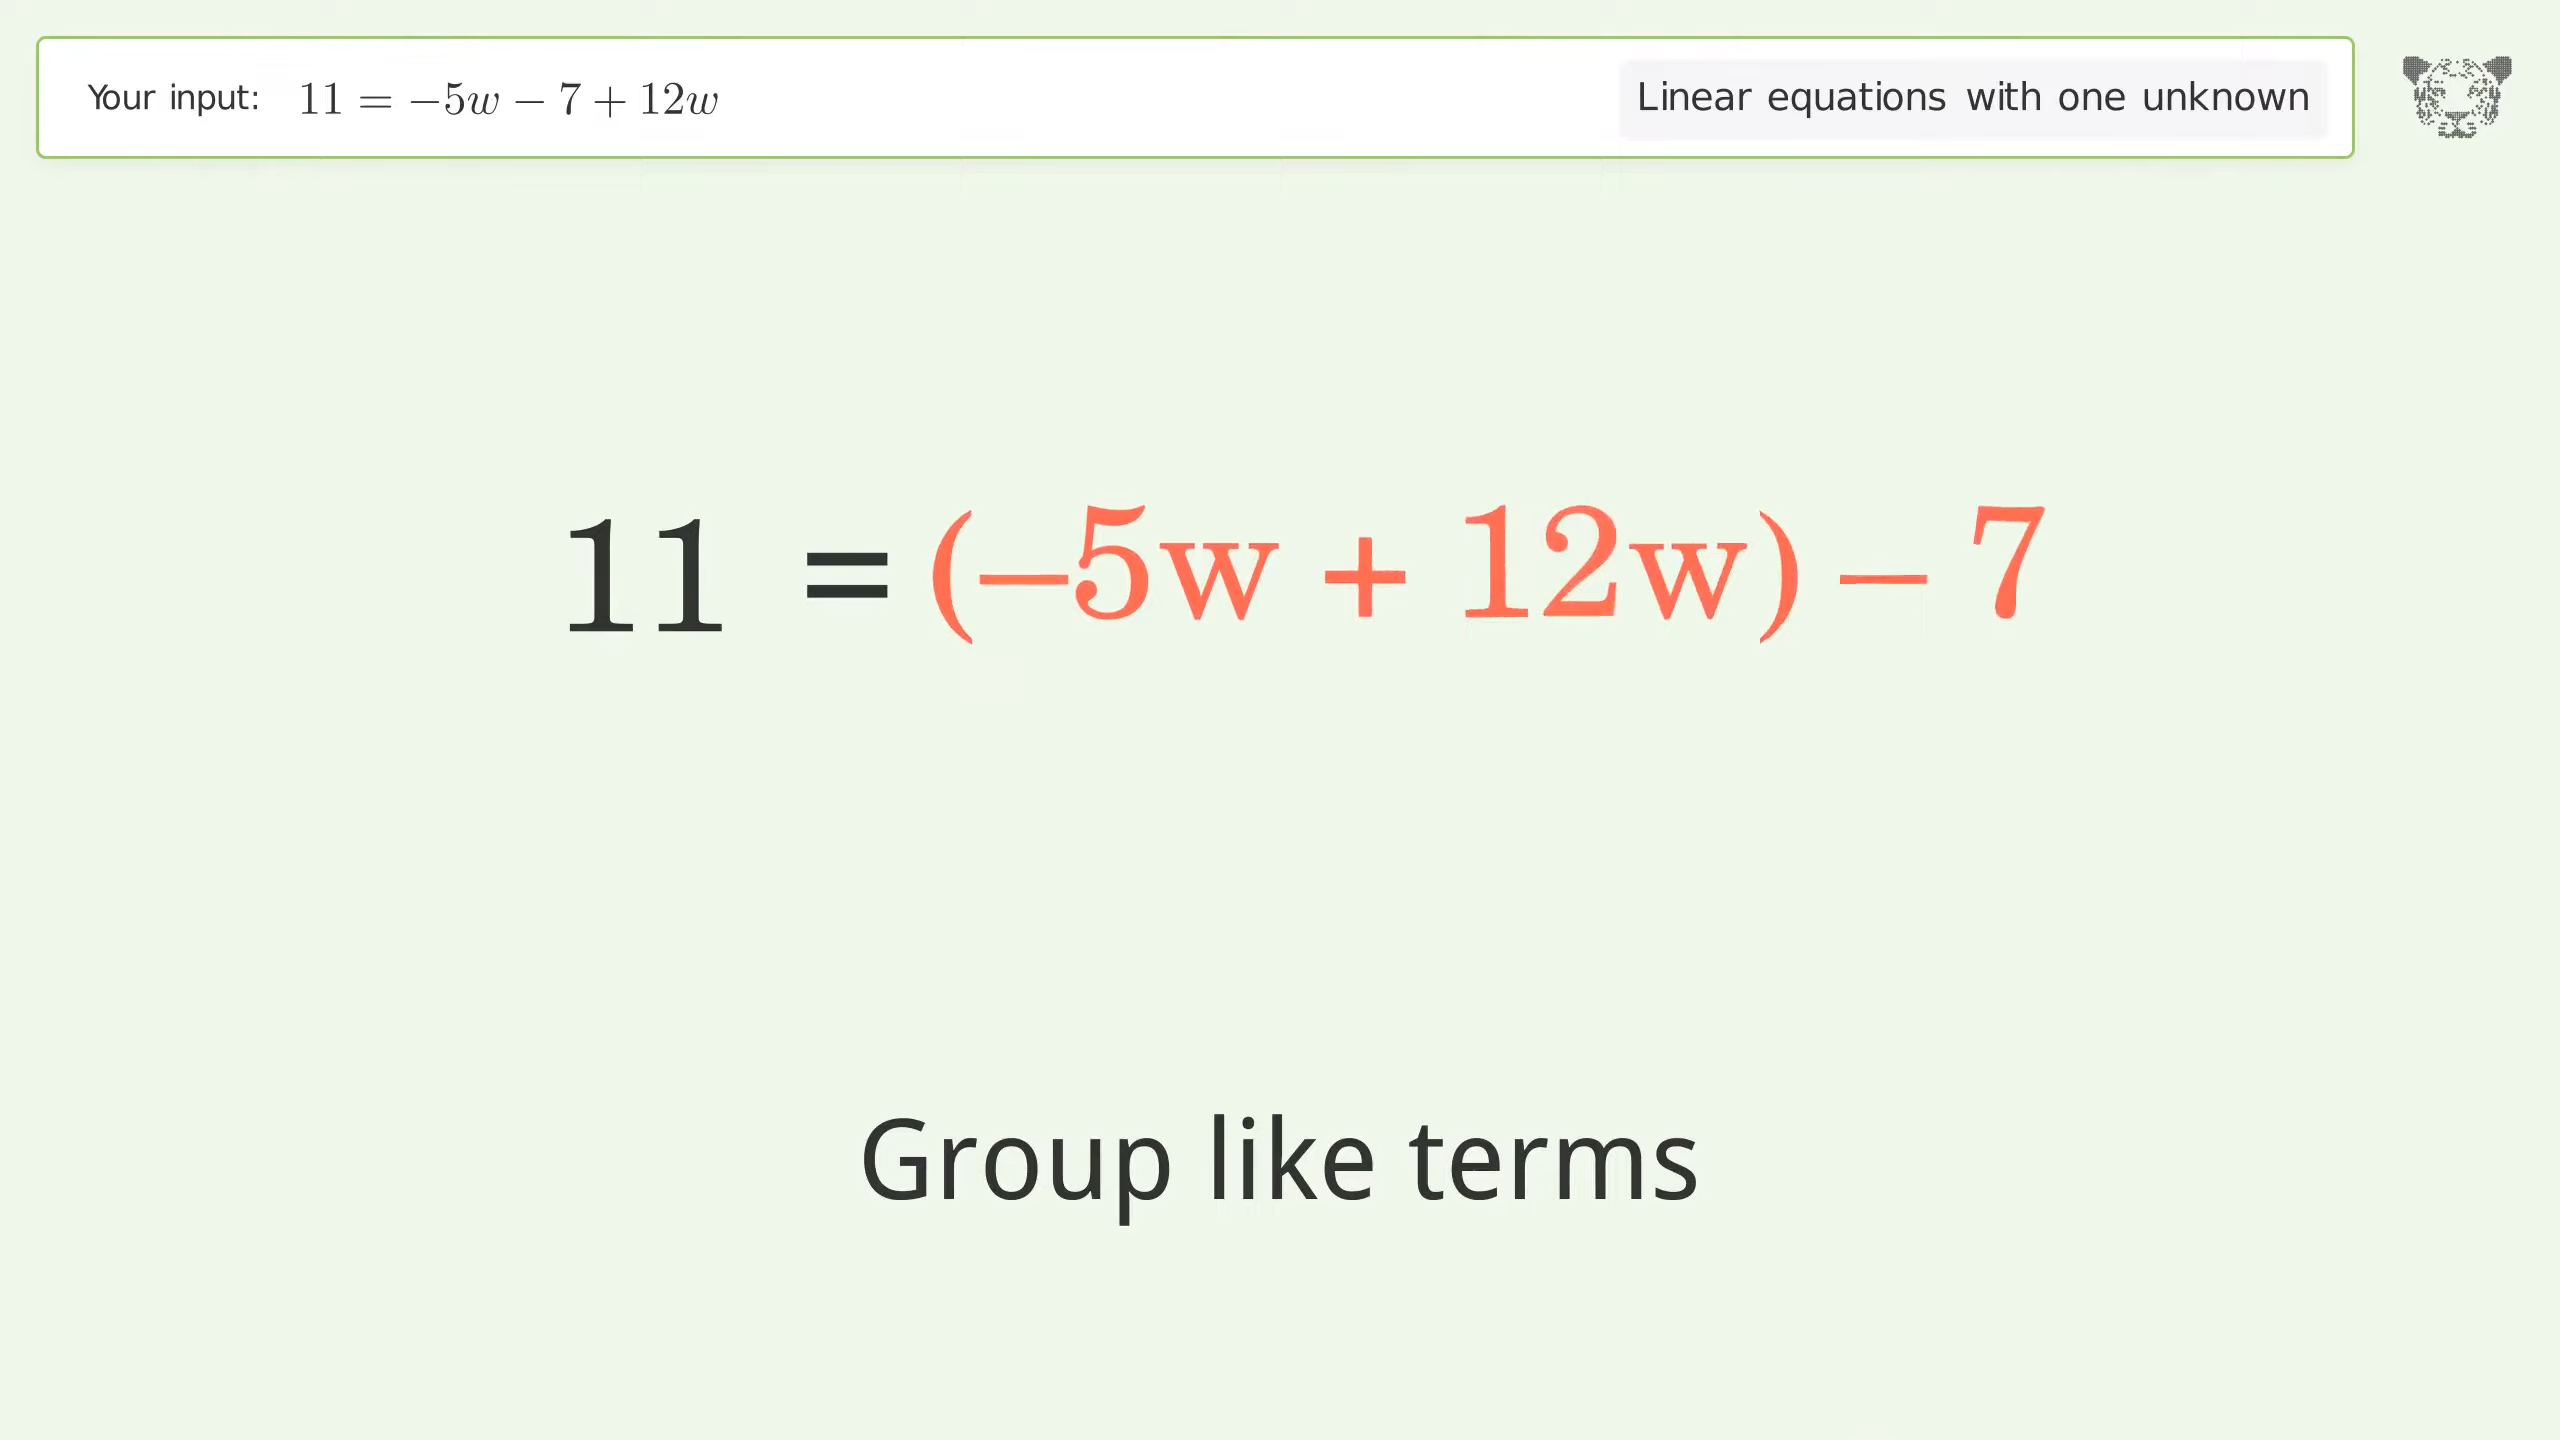 Your input: 11 = −5w − 7 + 12w
Linear equations with one unknown
11 = (−5w + 12w) − 7
Group like terms